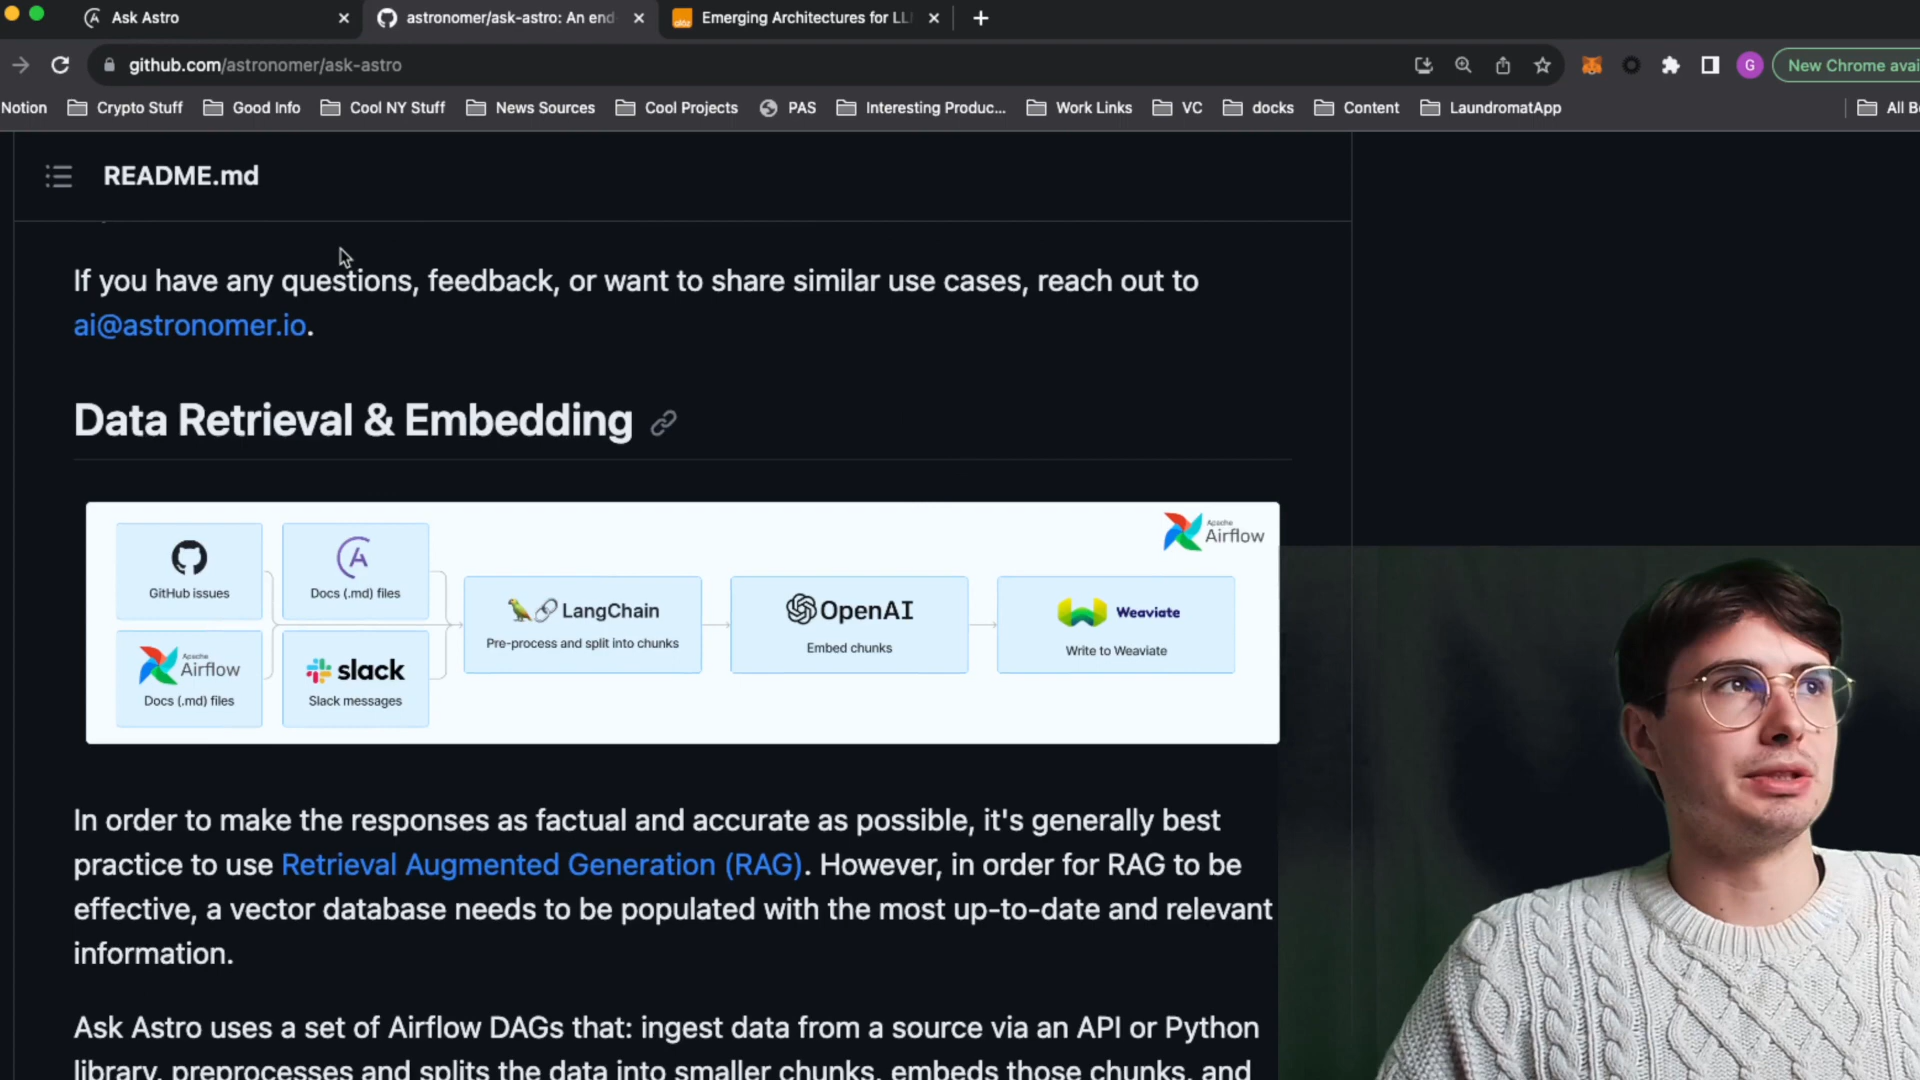 Ask Astro
astronomer/ask-astro: An end
Emerging Architectures for LL
github.com/astronomer/ask-astro
G
New Chrome avai
Notion
Crypto Stuff
Good Info
Cool NY Stuff
News Sources
Cool Projects
PAS
Interesting Produc...
Work Links
VC
docks
Content
LaundromatApp
All B
README.md
If you have any questions, feedback, or want to share similar use cases, reach out to
ai@astronomer.io.
Data Retrieval & Embedding
Apache
Airflow
GitHub issues
Docs (.md) files
LangChain
Pre-process and split into chunks
OpenAI
Embed chunks
Weaviate
Write to Weaviate
Apache
Airflow
Docs (.md) files
slack
Slack messages
In order to make the responses as factual and accurate as possible, it's generally best
practice to use Retrieval Augmented Generation (RAG). However, in order for RAG to be
effective, a vector database needs to be populated with the most up-to-date and relevant
information.
Ask Astro uses a set of Airflow DAGs that: ingest data from a source via an API or Python
library, preprocesses and splits the data into smaller chunks, embeds those chunks, and